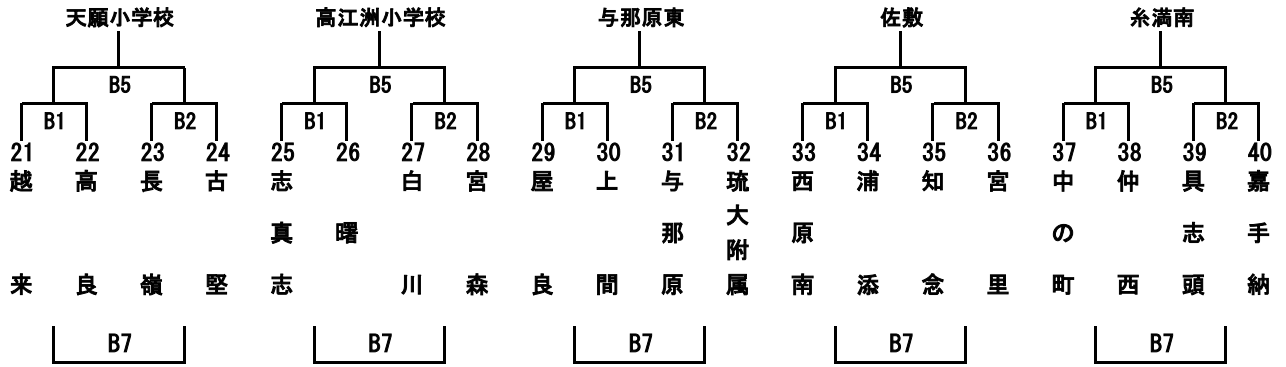 天願小学校 高江洲小学校 与那原東 佐敷 糸満南
B5 B5 B5 B5 B5
B1 B2 B1 B2 B1 B2 B1 B2 B1 B2
21 22 23 24 25 26 27 28 29 30 31 32 33 34 35 36 37 38 39 40
越来 高良 長嶺 古堅 志真志 曙 白川 宮森 屋良 上間 与那原 琉大附属 西原南 浦添 知念 宮里 中の町 仲西 具志頭 嘉手納
B7 B7 B7 B7 B7